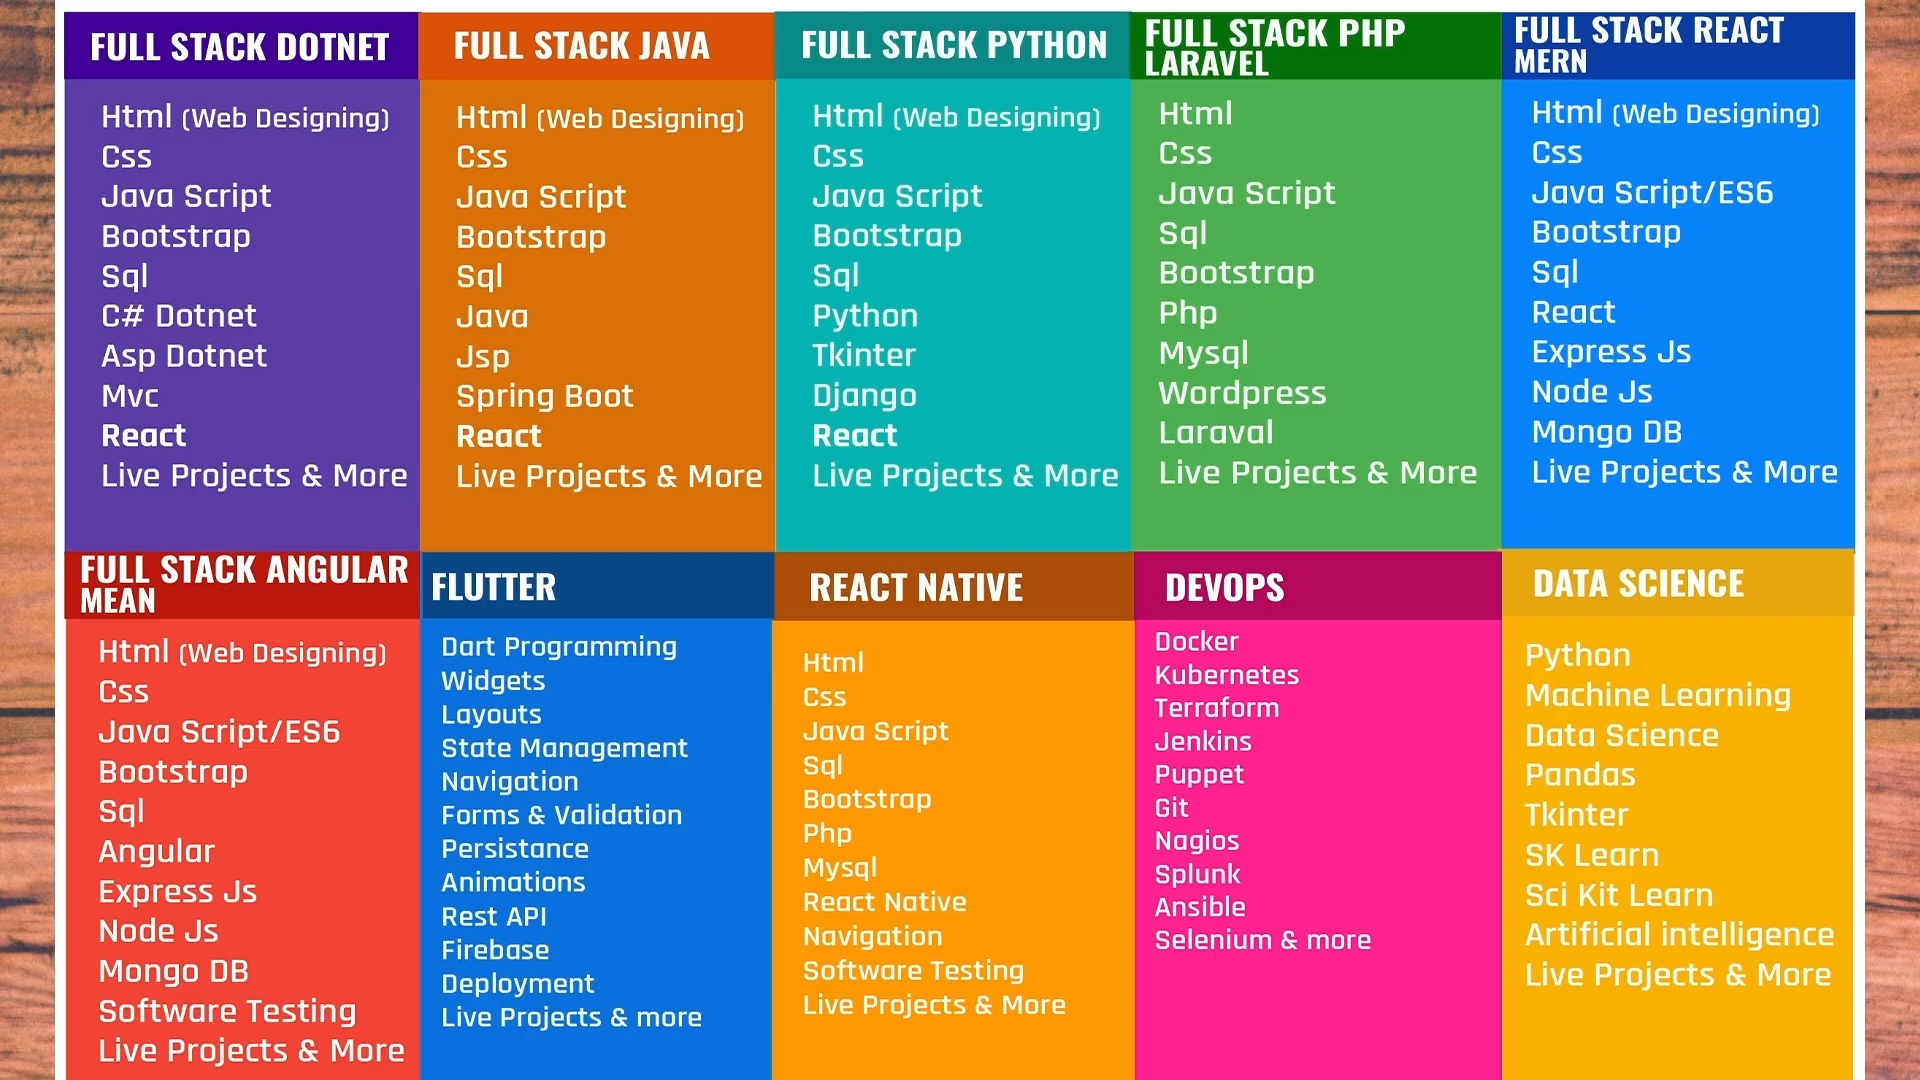 FULL STACK DOTNET
Html (Web Designing)
Css
Java Script
Bootstrap
Sql
C# Dotnet
Asp Dotnet
Mvc
React
Live Projects & More
FULL STACK JAVA
Html (Web Designing)
Css
Java Script
Bootstrap
Sql
Java
Jsp
Spring Boot
React
Live Projects & More
FULL STACK PYTHON
Html (Web Designing)
Css
Java Script
Bootstrap
Sql
Python
Tkinter
Django
React
Live Projects & More
FULL STACK PHP
LARAVEL
Html
Css
Java Script
Sql
Bootstrap
Php
Mysql
Wordpress
Laraval
Live Projects & More
FULL STACK REACT
MERN
Html (Web Designing)
Css
Java Script/ES6
Bootstrap
Sql
React
Express Js
Node Js
Mongo DB
Live Projects & More
FULL STACK ANGULAR
MEAN
Html (Web Designing)
Css
Java Script/ES6
Bootstrap
Sql
Angular
Express Js
Node Js
Mongo DB
Software Testing
Live Projects & More
FLUTTER
Dart Programming
Widgets
Layouts
State Management
Navigation
Forms & Validation
Persistance
Animations
Rest API
Firebase
Deployment
Live Projects & more
REACT NATIVE
Html
Css
Java Script
Sql
Bootstrap
Php
Mysql
React Native
Navigation
Software Testing
Live Projects & More
DEVOPS
Docker
Kubernetes
Terraform
Jenkins
Puppet
Git
Nagios
Splunk
Ansible
Selenium & more
DATA SCIENCE
Python
Machine Learning
Data Science
Pandas
Tkinter
SK Learn
Sci Kit Learn
Artificial intelligence
Live Projects & More